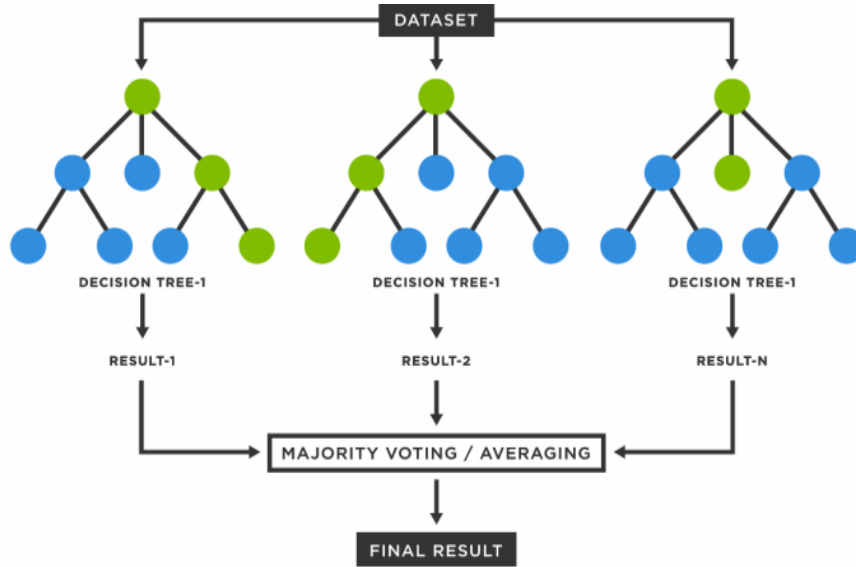 DATASET
DECISION TREE-1
DECISION TREE-1
DECISION TREE-1
RESULT-1
RESULT-2
RESULT-N
MAJORITY VOTING / AVERAGING
FINAL RESULT